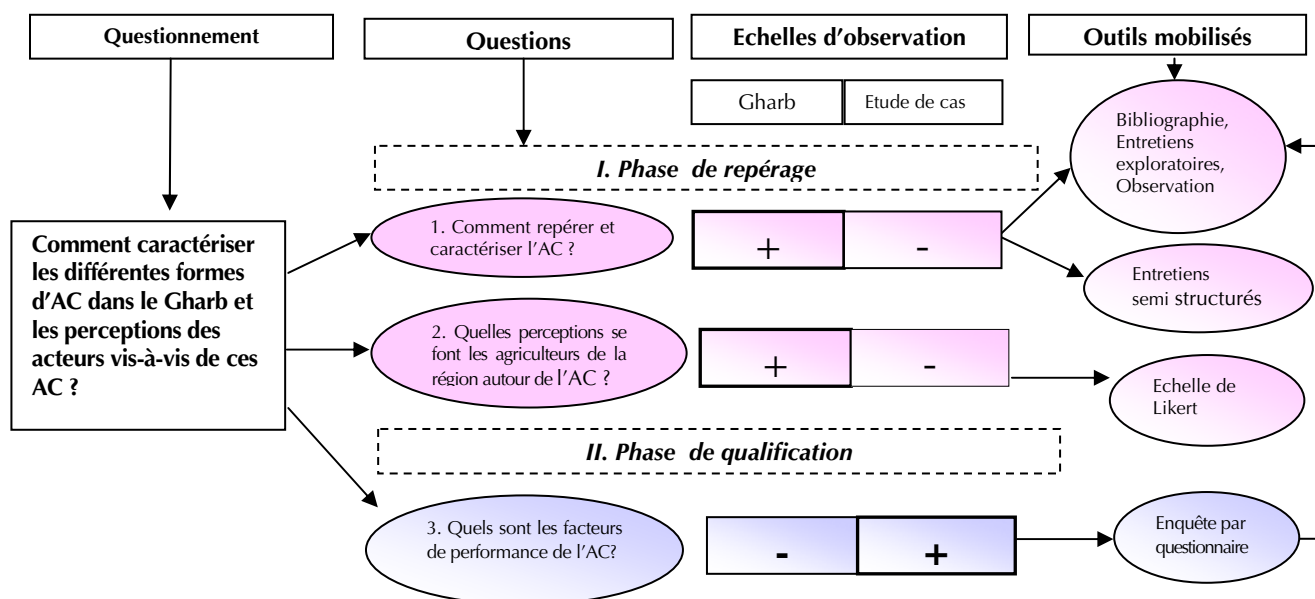 Questionnement
Questions
Echelles d'observation
Outils mobilisés
Gharb
Etude de cas
I. Phase de repérage
Bibliographie,
Entretiens
exploratoires,
Observation
Comment caractériser
les différentes formes
d'AC dans le Gharb et
les perceptions des
acteurs vis-à-vis de ces
AC ?
1. Comment repérer et
caractériser l'AC ?
+
-
Entretiens
semi structurés
2. Quelles perceptions se
font les agriculteurs de la
région autour de l'AC ?
+
-
Echelle de
Likert
II. Phase de qualification
3. Quels sont les facteurs
de performance de l'AC?
-
+
Enquête par
questionnaire